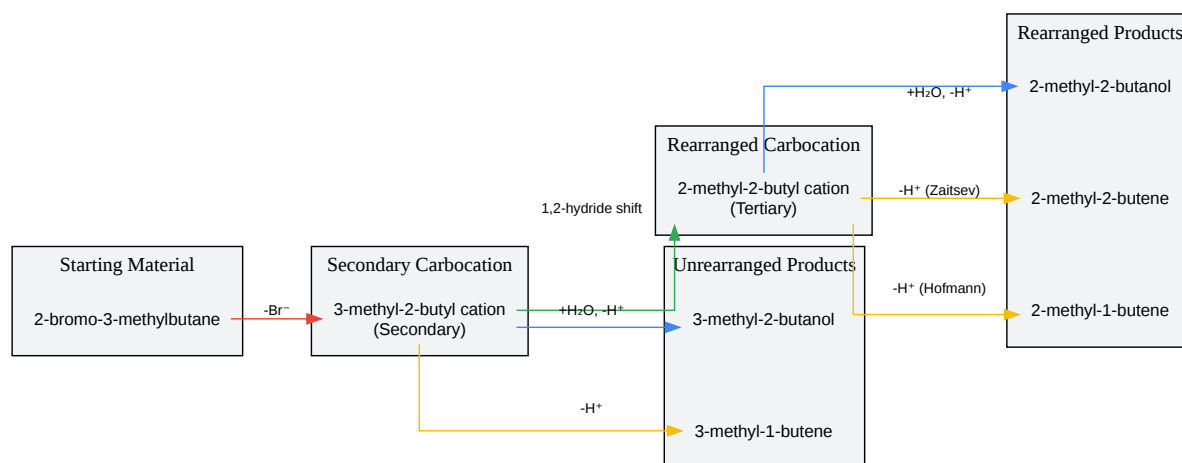 Rearranged Products
+H₂O, -H⁺
2-methyl-2-butanol
Rearranged Carbocation
2-methyl-2-butyl cation
(Tertiary)
-H⁺ (Zaitsev)
2-methyl-2-butene
1,2-hydride shift
Starting Material
2-bromo-3-methylbutane
-Br⁻
Secondary Carbocation
3-methyl-2-butyl cation
(Secondary)
+H₂O, -H⁺
Unrearranged Products
3-methyl-2-butanol
-H⁺ (Hofmann)
2-methyl-1-butene
-H⁺
3-methyl-1-butene